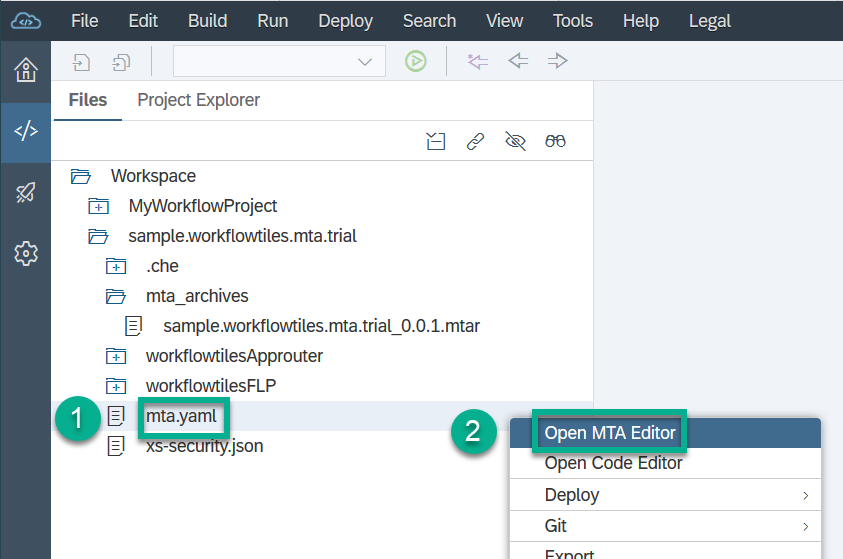 File Edit Build Run Deploy Search View Tools Help Legal
Files Project Explorer
Workspace
MyWorkflowProject
sample.workflowtiles.mta.trial
.che
mta_archives
sample.workflowtiles.mta.trial_0.0.1.mtar
workflowtilesApprouter
workflowtilesFLP
1 mta.yaml
xs-security.json
2 Open MTA Editor
Open Code Editor
Deploy
Git
Export